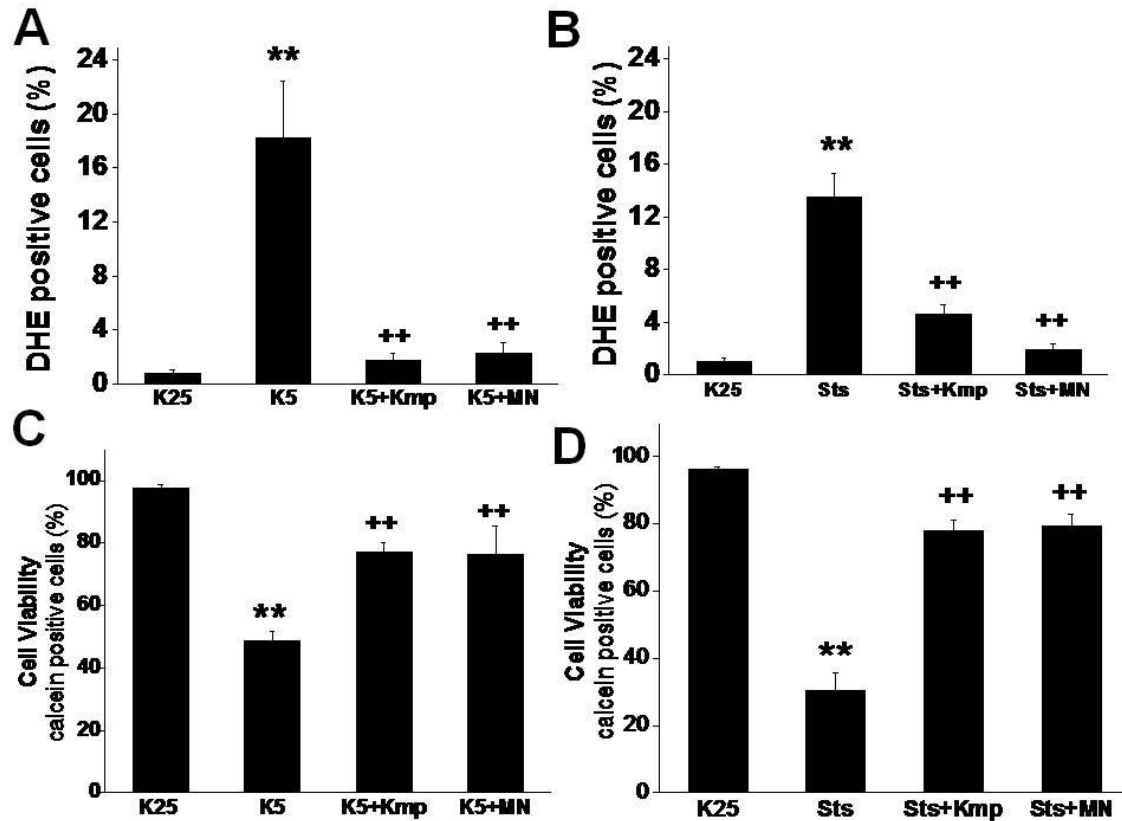 A
DHE positive cells (%)
24
20
16
12
8
4
0
**
++
++
K25 K5 K5+Kmp K5+MN
B
DHE positive cells (%)
24
20
16
12
8
4
0
**
++
++
K25 Sts Sts+Kmp Sts+MN
C
Cell Viability
calcein positive cells (%)
100
80
60
40
20
0
**
++
++
K25 K5 K5+Kmp K5+MN
D
Cell Viability
calcein positive cells (%)
100
80
60
40
20
0
**
++
++
K25 Sts Sts+Kmp Sts+MN